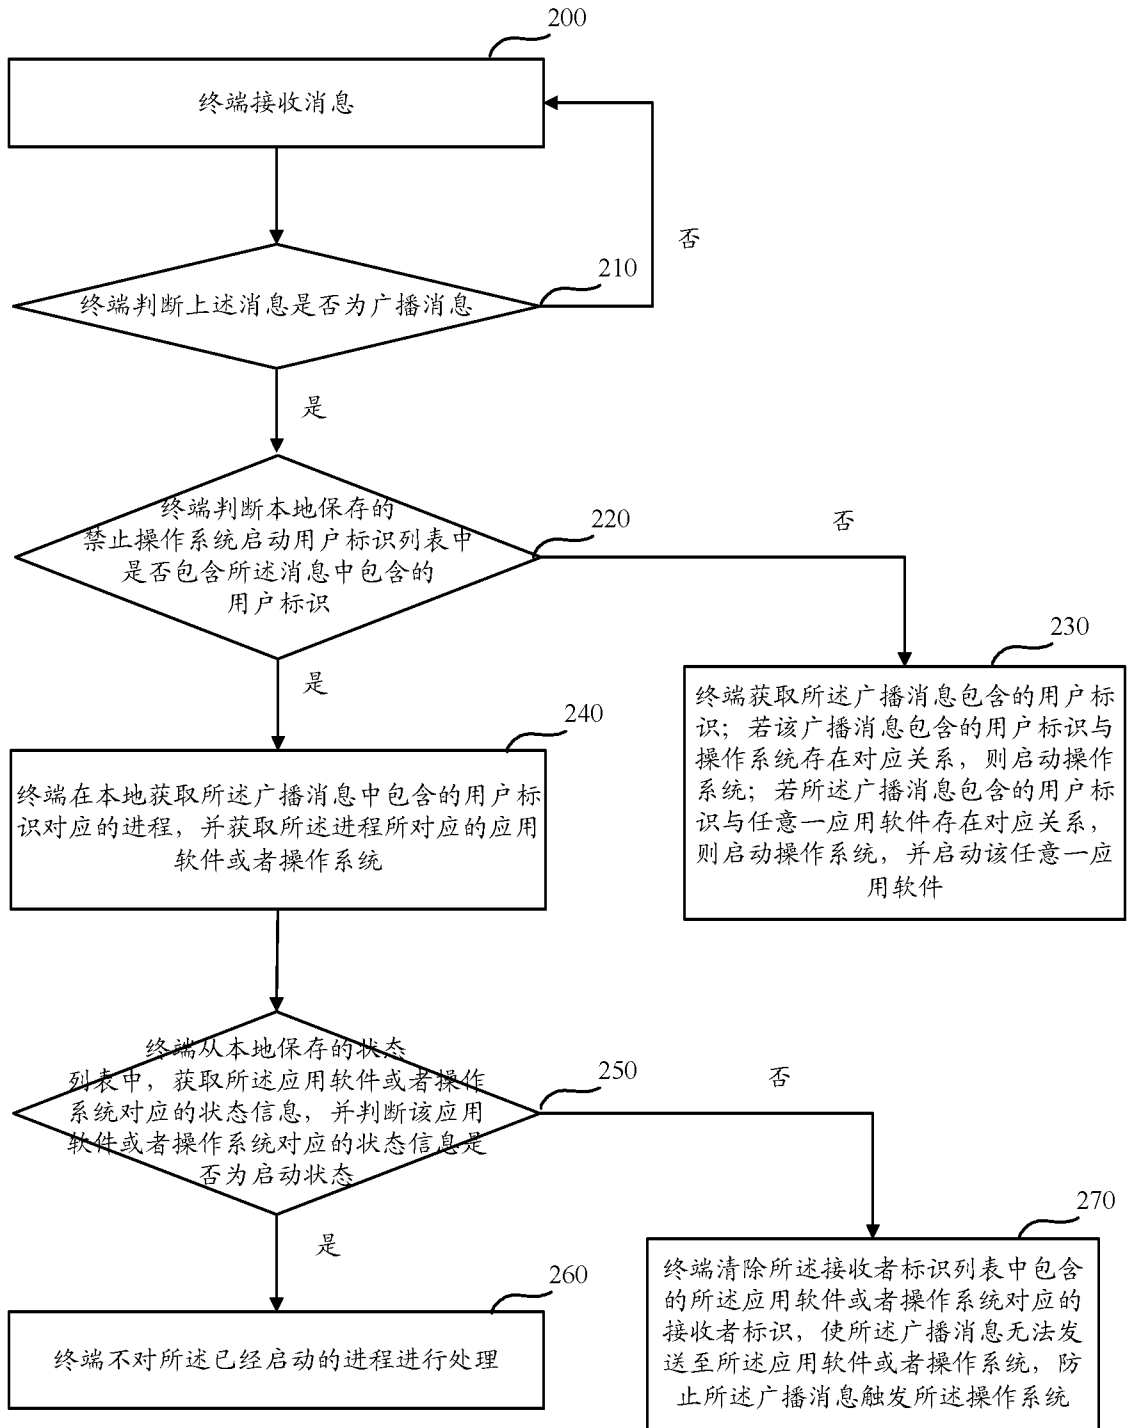 200
终端接收消息
否
210
终端判断上述消息是否为广播消息
是
终端判断本地保存的
禁止操作系统启动用户标识列表中
是否包含所述消息中包含的
用户标识
220
否
230
终端获取所述广播消息包含的用户标
识；若该广播消息包含的用户标识与
操作系统存在对应关系，则启动操作
系统；若所述广播消息包含的用户标
识与任意一应用软件存在对应关系，
则启动操作系统，并启动该任意一应
用软件
是
240
终端在本地获取所述广播消息中包含的用户标
识对应的进程，并获取所述进程所对应的应用
软件或者操作系统
终端从本地保存的状态
列表中，获取所述应用软件或者操作
系统对应的状态信息，并判断该应用
软件或者操作系统对应的状态信息是
否为启动状态
250
否
是
260
终端不对所述已经启动的进程进行处理
270
终端清除所述接收者标识列表中包含
的所述应用软件或者操作系统对应的
接收者标识，使所述广播消息无法发
送至所述应用软件或者操作系统，防
止所述广播消息触发所述操作系统